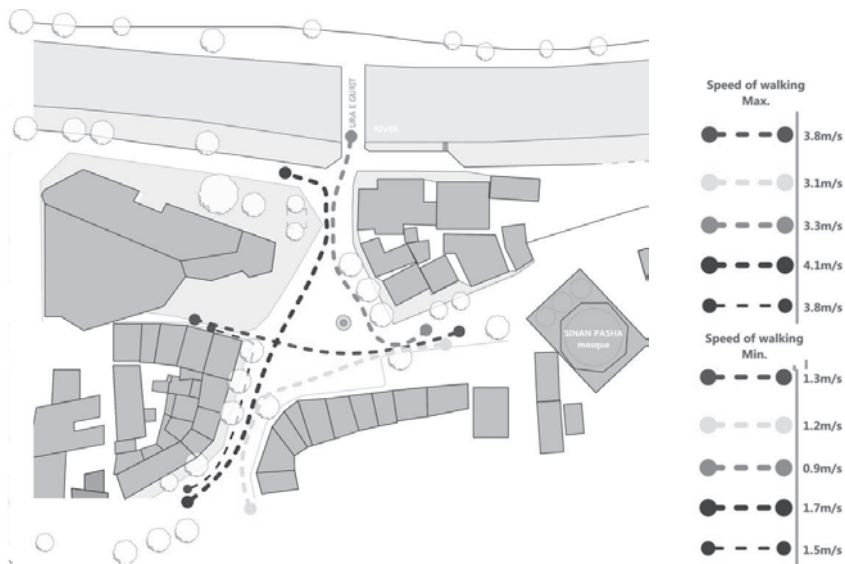 URA E GURIT
RIVER
SINAN PASHA
mosque
Speed of walking
Max.
3.8m/s
3.1m/s
3.3m/s
4.1m/s
3.8m/s
Speed of walking
Min.
1.3m/s
1.2m/s
0.9m/s
1.7m/s
1.5m/s